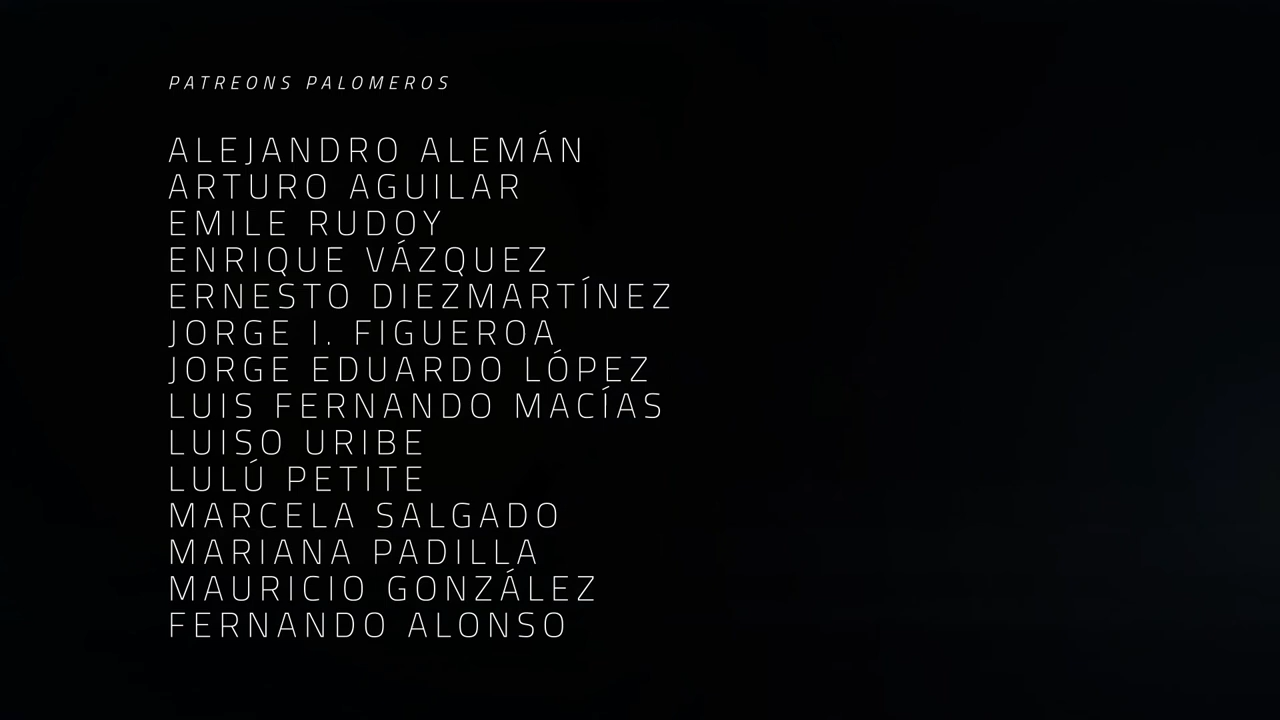 PATREONS PALOMEROS
ALEJANDRO ALEMÁN
ARTURO AGUILAR
EMILE RUDOY
ENRIQUE VÁZQUEZ
ERNESTO DIEZMARTÍNEZ
JORGE I. FIGUEROA
JORGE EDUARDO LÓPEZ
LUIS FERNANDO MACÍAS
LUISO URIBE
LULÚ PETITE
MARCELA SALGADO
MARIANA PADILLA
MAURICIO GONZÁLEZ
FERNANDO ALONSO